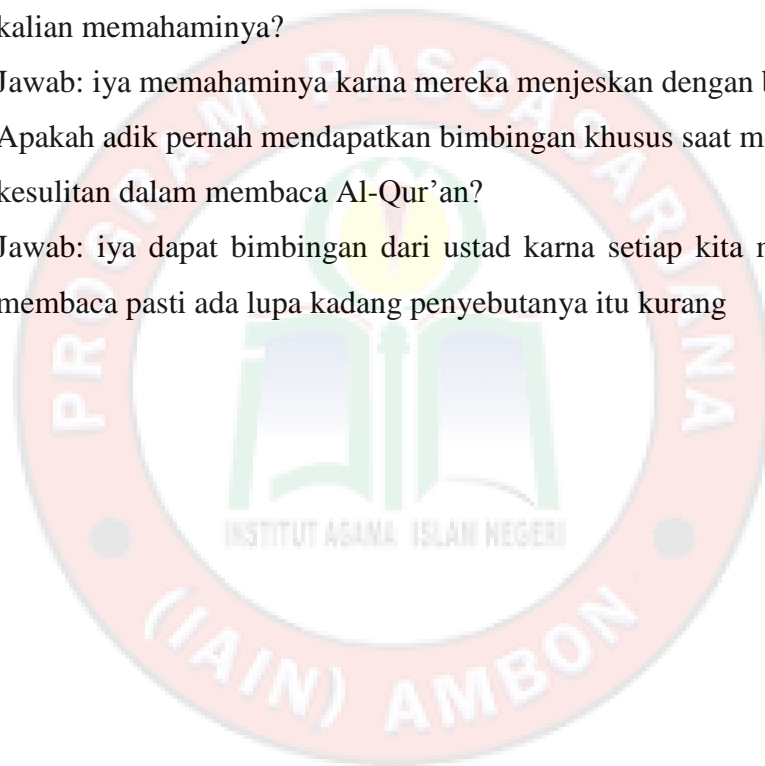 kalian memahaminya?
Jawab: iya memahaminya karna mereka menjeskan dengan
Apakah adik pernah mendapatkan bimbingan khusus saat
kesulitan dalam membaca Al-Qur'an?
Jawab: iya dapat bimbingan dari ustad karna setiap kita
membaca pasti ada lupa kadang penyebutanya itu kurang
PROGRAM PASCASARJANA
INSTITUT AGAMA ISLAM NEGERI
(IAIN) AMBON